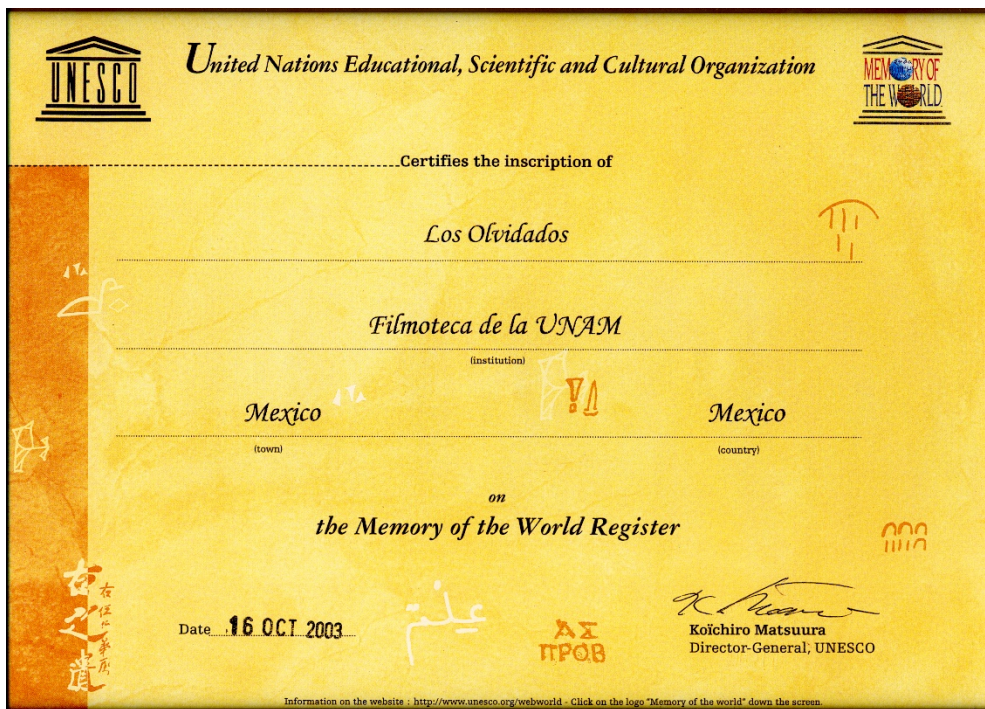 UNESCO
United Nations Educational, Scientific and Cultural Organization
MEMORY OF
THE WORLD
Certifies the inscription of
Los Olvidados
Filmoteca de la UNAM
(institution)
Mexico
Mexico
(town)
(country)
on
the Memory of the World Register
Date 16 OCT 2003
Koïchiro Matsuura
Director-General, UNESCO
ΑΣ
ΠΡΟΒ
Information on the website : http://www.unesco.org/webworld - Click on the logo "Memory of the world" down the screen.